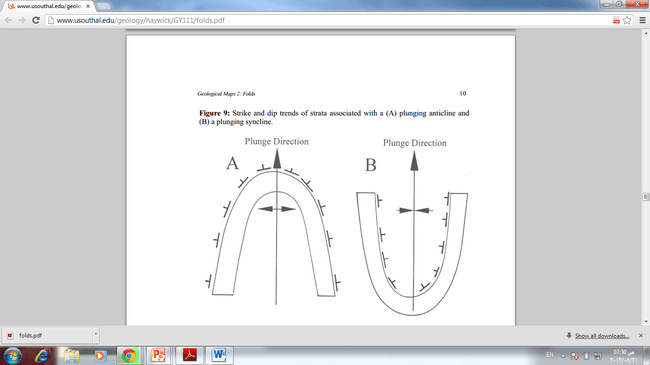 www.usouthal.edu/geolo
www.usouthal.edu/geology/haywick/GY111/folds.pdf
Geological Maps 2: Folds 10
Figure 9: Strike and dip trends of strata associated with a (A) plunging anticline and
(B) a plunging syncline.
Plunge Direction Plunge Direction
A B
folds.pdf
Show all downloads...
EN
07:30 ص